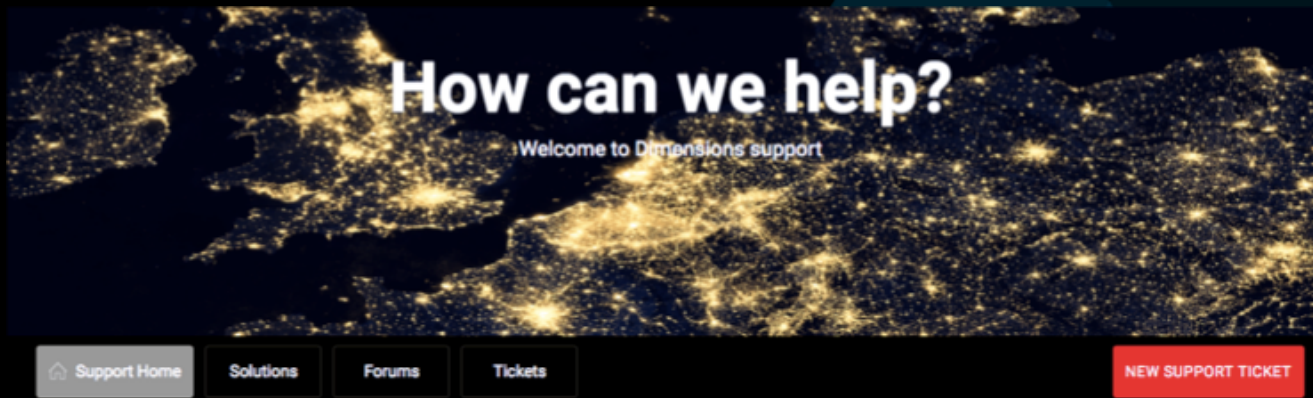 How can we help?
Welcome to Dimensions support
Support Home Solutions Forums Tickets NEW SUPPORT TICKET